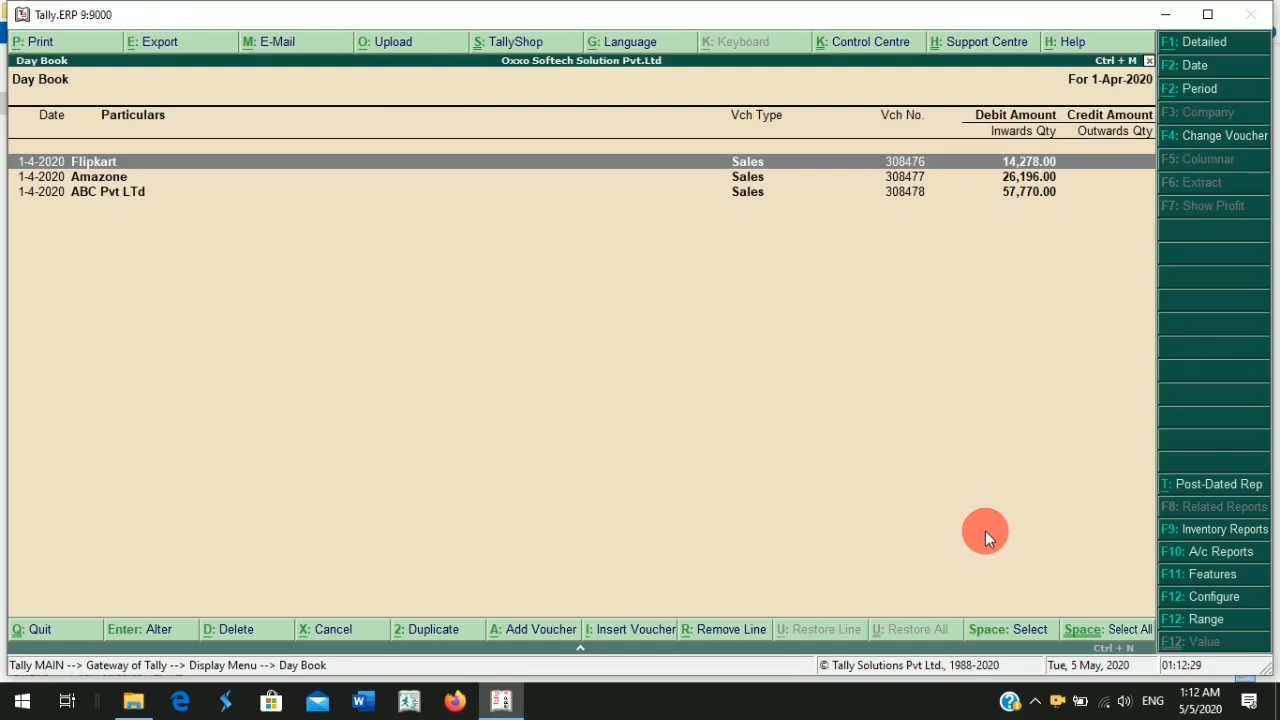 Tally.ERP 9:9000
P: Print E: Export M: E-Mail O: Upload S: TallyShop G: Language K: Keyboard K: Control Centre H: Support Centre H: Help
Day Book Oxxo Softech Solution Pvt.Ltd Ctrl + M
Day Book For 1-Apr-2020
Date Particulars Vch Type Vch No. Debit Amount Credit Amount
Inwards Qty Outwards Qty
1-4-2020 Flipkart Sales 308476 14,278.00
1-4-2020 Amazone Sales 308477 26,196.00
1-4-2020 ABC Pvt LTd Sales 308478 57,770.00
F1: Detailed
F2: Date
F2: Period
F3: Company
F4: Change Voucher
F5: Columnar
F6: Extract
F7: Show Profit
T: Post-Dated Rep
F8: Related Reports
F9: Inventory Reports
F10: A/c Reports
F11: Features
F12: Configure
F12: Range
F12: Value
Q: Quit Enter: Alter D: Delete X: Cancel 2: Duplicate A: Add Voucher I: Insert Voucher R: Remove Line U: Restore Line U: Restore All Space: Select Space: Select All
Ctrl + N
Tally MAIN --> Gateway of Tally --> Display Menu --> Day Book © Tally Solutions Pvt Ltd., 1988-2020 Tue, 5 May, 2020 01:12:29
ENG 1:12 AM
5/5/2020